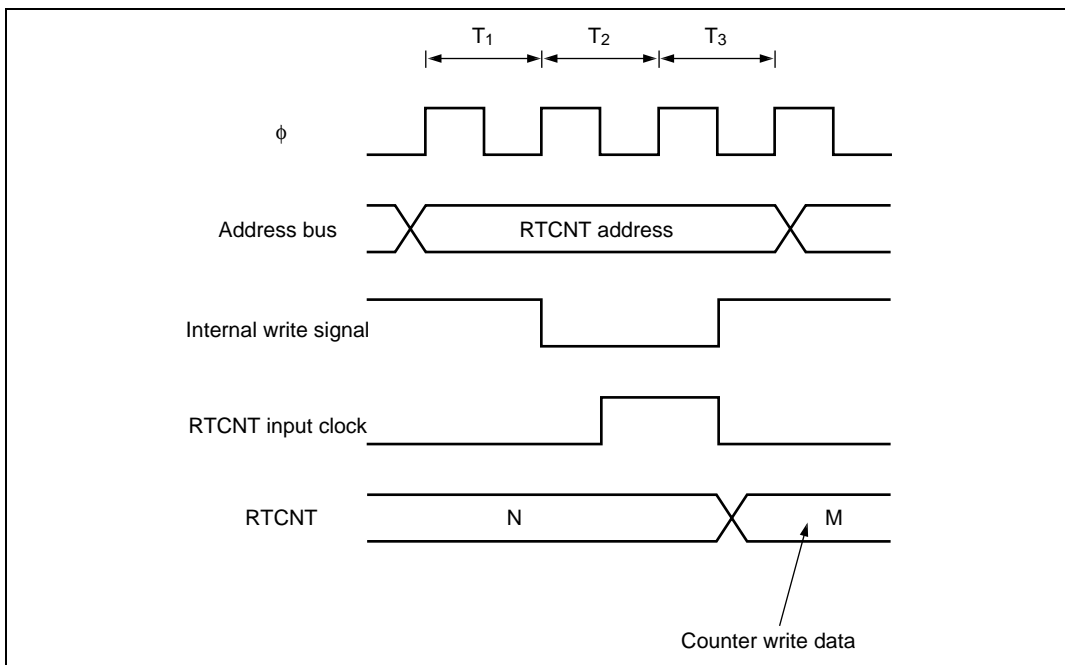 T1 T2 T3
ϕ
Address bus
RTCNT address
Internal write signal
RTCNT input clock
RTCNT
N
M
Counter write data